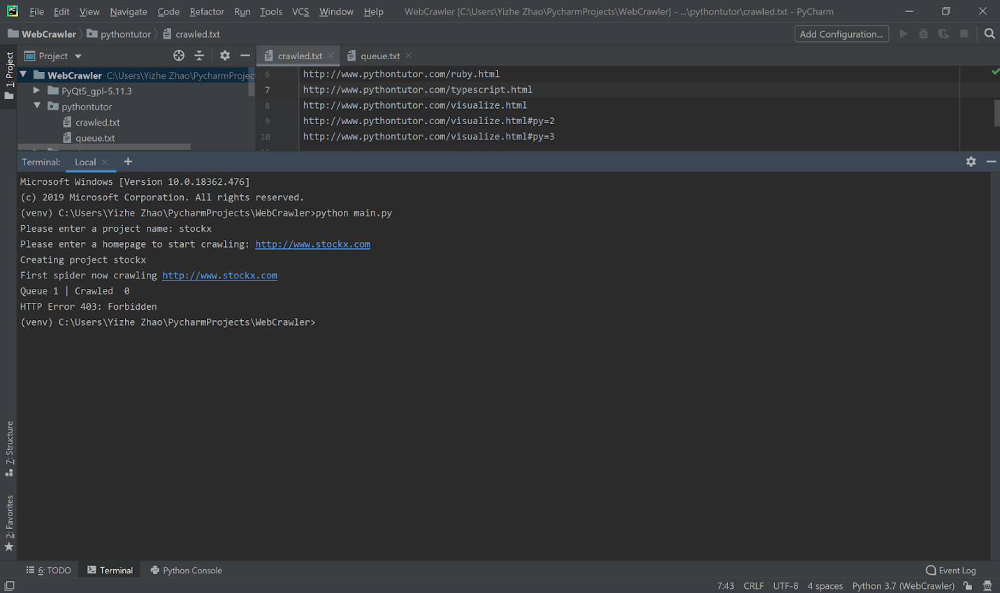 PC File Edit View Navigate Code Refactor Run Tools VCS Window Help WebCrawler [C:\Users\Yizhe Zhao\PycharmProjects\WebCrawler] - ...\pythontutor\crawled.txt - PyCharm
WebCrawler pythontutor crawled.txt Add Configuration...
1: Project
Project crawled.txt queue.txt
WebCrawler C:\Users\Yizhe Zhao\PycharmProjec
PyQt5_gpl-5.11.3
pythontutor
crawled.txt
queue.txt
6 http://www.pythontutor.com/ruby.html
7 http://www.pythontutor.com/typescript.html
8 http://www.pythontutor.com/visualize.html
9 http://www.pythontutor.com/visualize.html#py=2
10 http://www.pythontutor.com/visualize.html#py=3
Terminal: Local +
Microsoft Windows [Version 10.0.18362.476]
(c) 2019 Microsoft Corporation. All rights reserved.
(venv) C:\Users\Yizhe Zhao\PycharmProjects\WebCrawler>python main.py
Please enter a project name: stockx
Please enter a homepage to start crawling: http://www.stockx.com
Creating project stockx
First spider now crawling http://www.stockx.com
Queue 1 | Crawled  0
HTTP Error 403: Forbidden
(venv) C:\Users\Yizhe Zhao\PycharmProjects\WebCrawler>
7: Structure
2: Favorites
6: TODO Terminal Python Console Event Log
7:43 CRLF UTF-8 4 spaces Python 3.7 (WebCrawler)